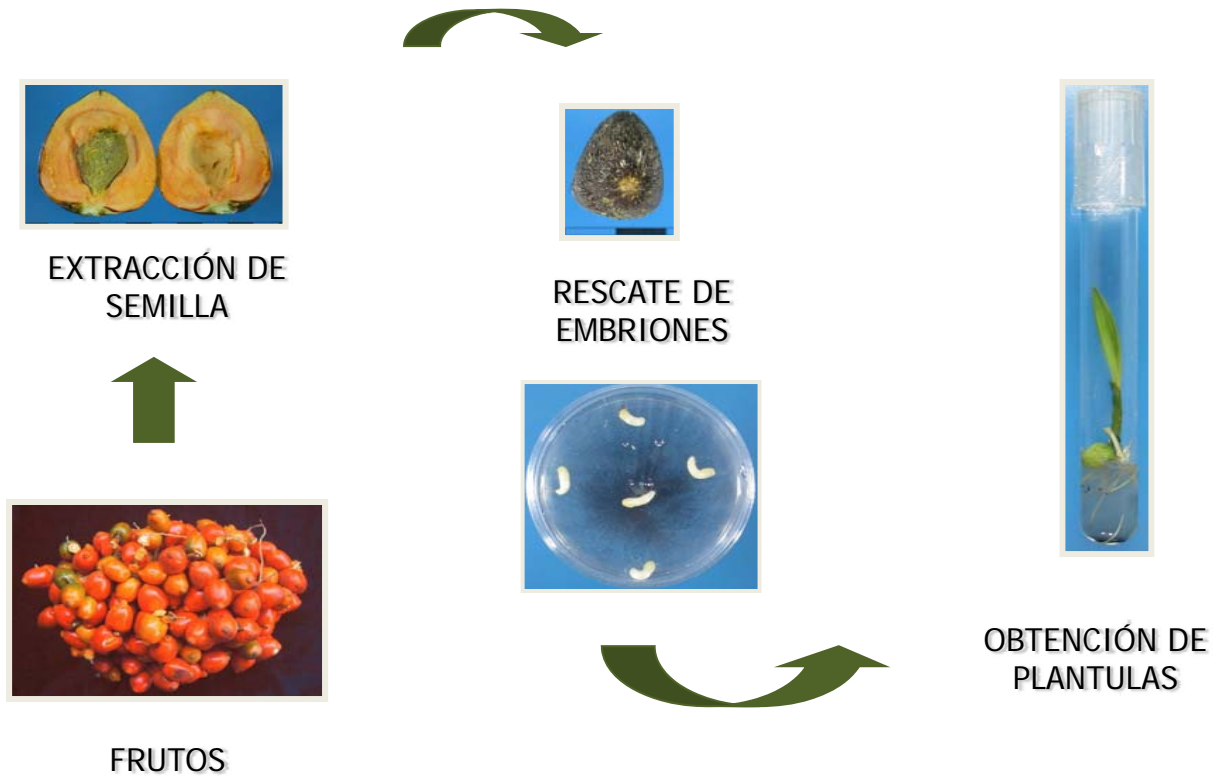 EXTRACCIÓN DE
SEMILLA
RESCATE DE
EMBRIONES
OBTENCIÓN DE
PLANTULAS
FRUTOS